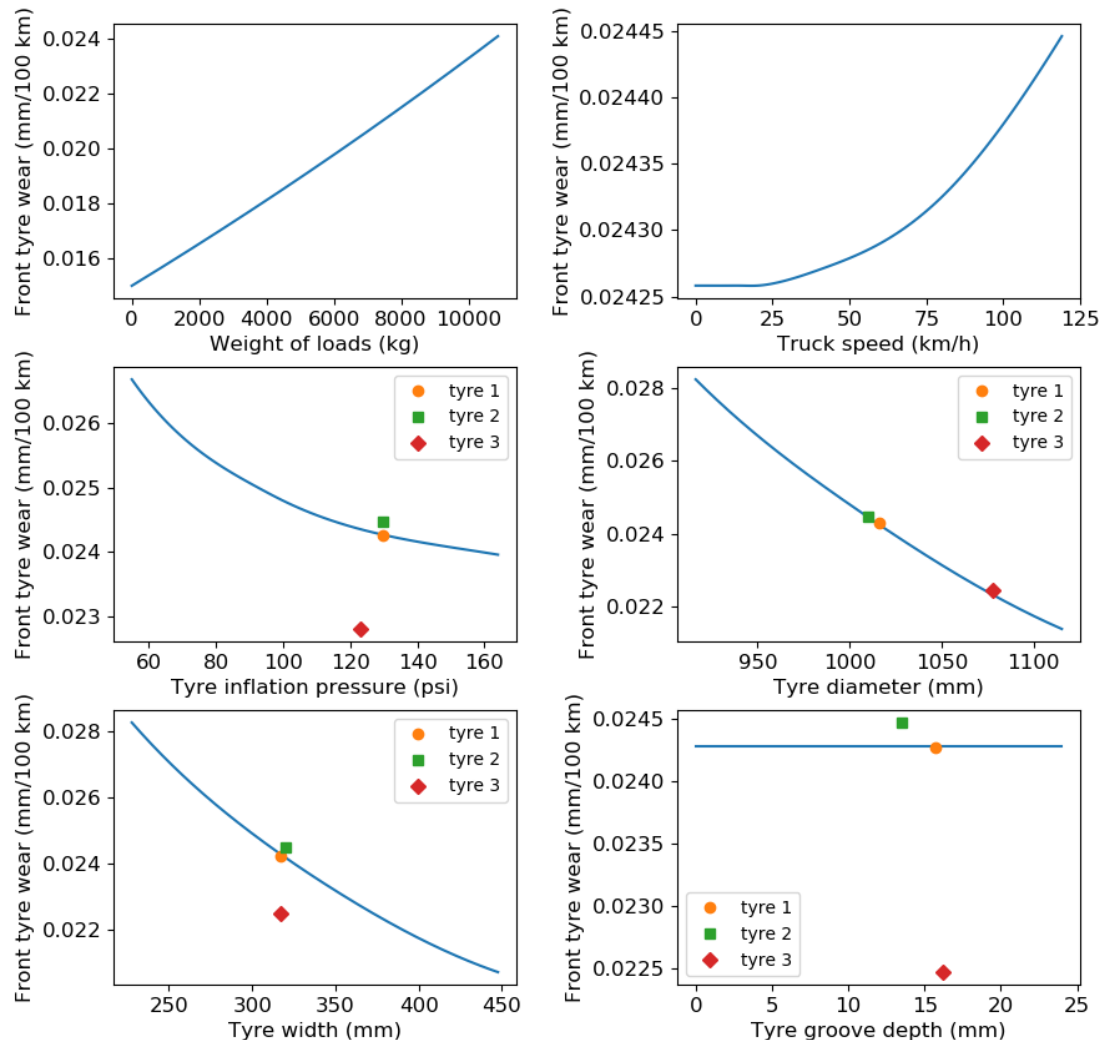 Front tyre wear (mm/100 km)
0.024
0.022
0.020
0.018
0.016
0 2000 4000 6000 8000 10000
Weight of loads (kg)
Front tyre wear (mm/100 km)
0.02445
0.02440
0.02435
0.02430
0.02425
0 25 50 75 100 125
Truck speed (km/h)
Front tyre wear (mm/100 km)
0.026
0.025
0.024
0.023
tyre 1
tyre 2
tyre 3
60 80 100 120 140 160
Tyre inflation pressure (psi)
Front tyre wear (mm/100 km)
0.028
0.026
0.024
0.022
tyre 1
tyre 2
tyre 3
950 1000 1050 1100
Tyre diameter (mm)
Front tyre wear (mm/100 km)
0.028
0.026
0.024
0.022
tyre 1
tyre 2
tyre 3
250 300 350 400 450
Tyre width (mm)
Front tyre wear (mm/100 km)
0.0245
0.0240
0.0235
0.0230
0.0225
tyre 1
tyre 2
tyre 3
0 5 10 15 20 25
Tyre groove depth (mm)